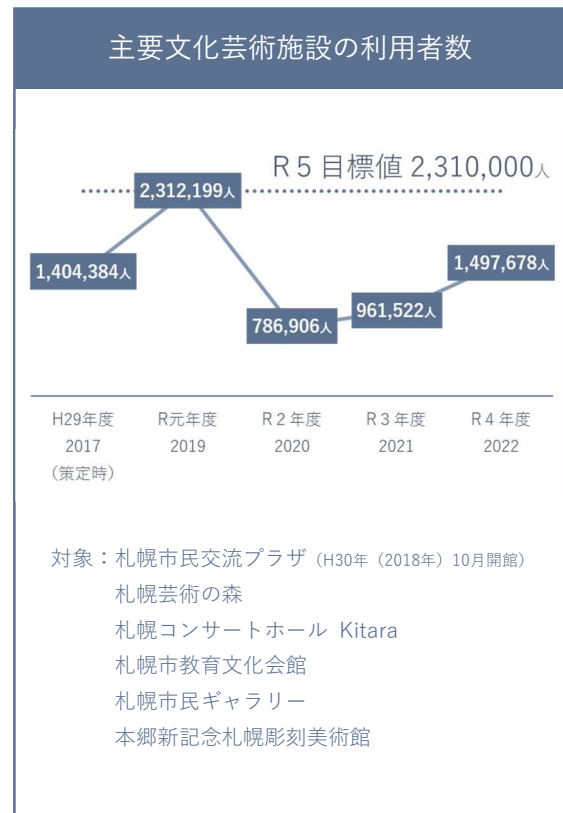 主要文化芸術施設の利用者数
R5目標値 2,310,000人
2,312,199人
1,404,384人
1,497,678人
961,522人
786,906人
H29年度 R元年度 R2年度 R3年度 R4年度
2017 2019 2020 2021 2022
(策定時)
対象:札幌市民交流プラザ(H30年(2018年)10月開館)
札幌芸術の森
札幌コンサートホール Kitara
札幌市教育文化会館
札幌市民ギャラリー
本郷新記念札幌彫刻美術館